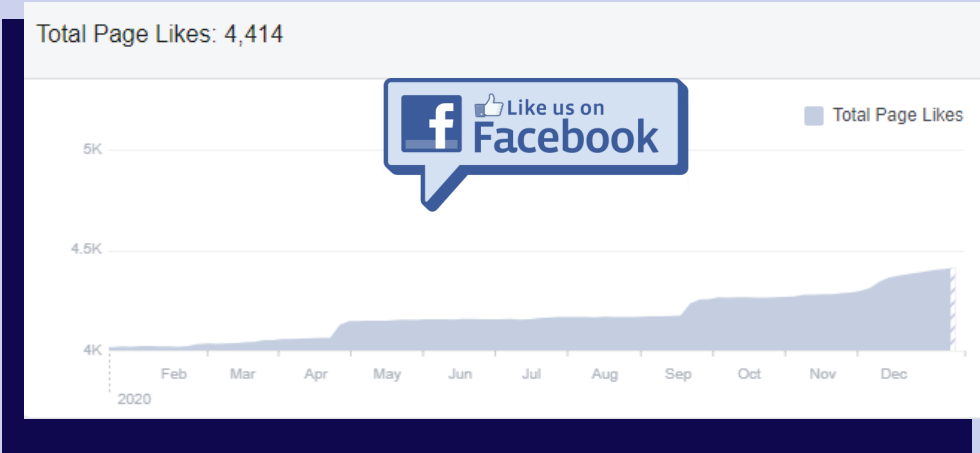 Total Page Likes: 4,414
f
Like us on
Facebook
Total Page Likes
5K
4.5K
4K
Feb Mar Apr May Jun Jul Aug Sep Oct Nov Dec
2020